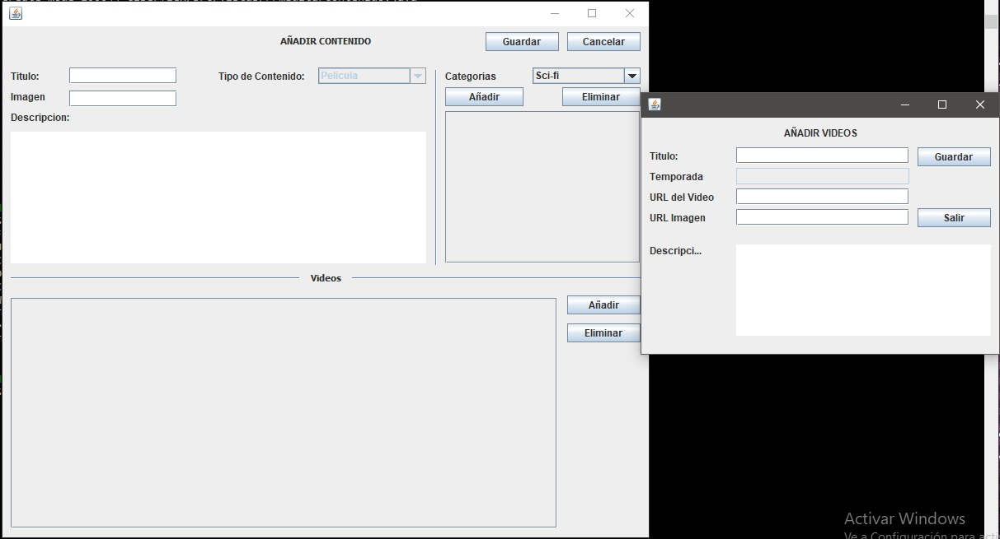 AÑADIR CONTENIDO
Guardar
Cancelar
Titulo:
Tipo de Contenido:
Pelicula
Categorias
Sci-fi
Imagen
Añadir
Eliminar
Descripcion:
Videos
Añadir
Eliminar
AÑADIR VIDEOS
Titulo:
Guardar
Temporada
URL del Video
URL Imagen
Salir
Descripci...
Activar Windows
Ve a Configuración para